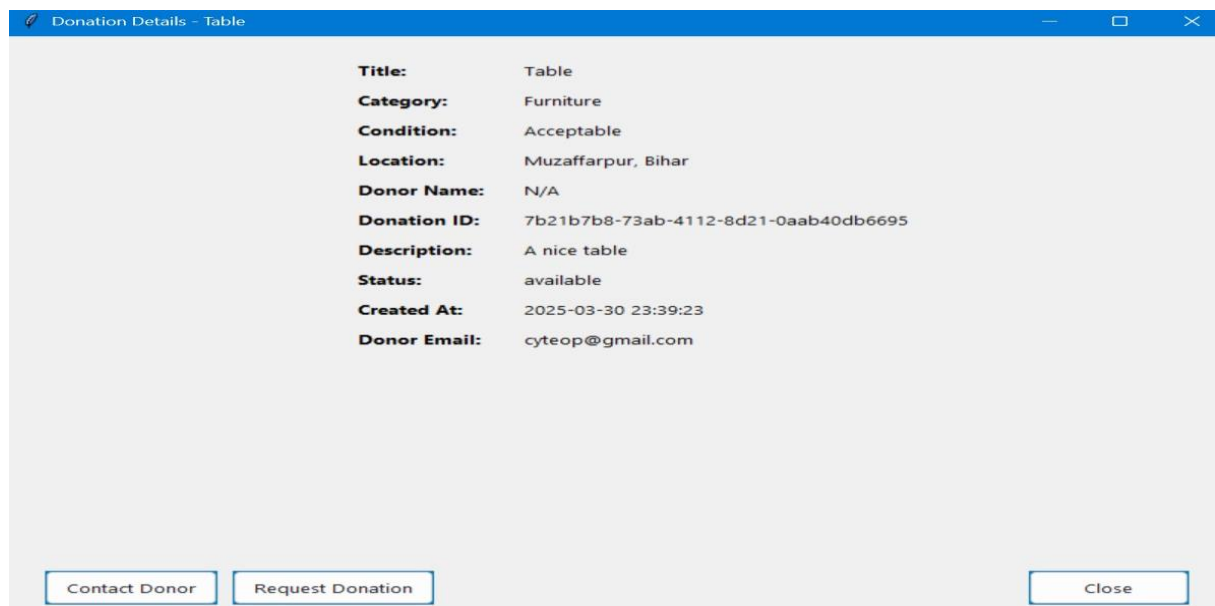 Donation Details - Table
Title: Table
Category: Furniture
Condition: Acceptable
Location: Muzaffarpur, Bihar
Donor Name: N/A
Donation ID: 7b21b7b8-73ab-4112-8d21-0aab40db6695
Description: A nice table
Status: available
Created At: 2025-03-30 23:39:23
Donor Email: cyteop@gmail.com
Contact Donor Request Donation Close